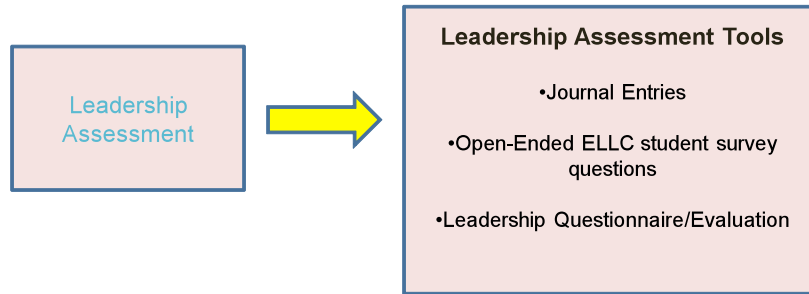 Leadership
Assessment
Leadership Assessment Tools
•Journal Entries
•Open-Ended ELLC student survey
questions
•Leadership Questionnaire/Evaluation